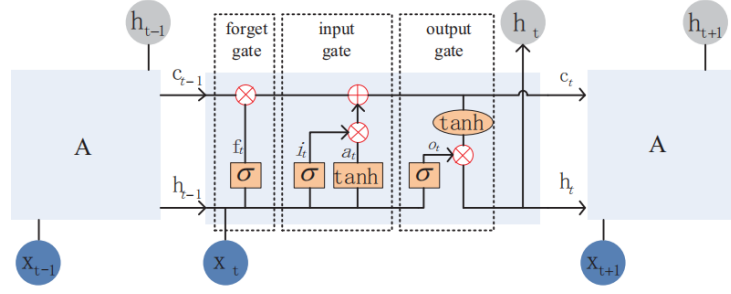 h_{t-1} h_t h_{t+1}
forget gate
input gate
output gate
c_{t-1} c_t
tanh
A f_t i_t a_t o_t A
σ σ tanh σ
h_{t-1} h_t
x_{t-1} x_t x_{t+1}